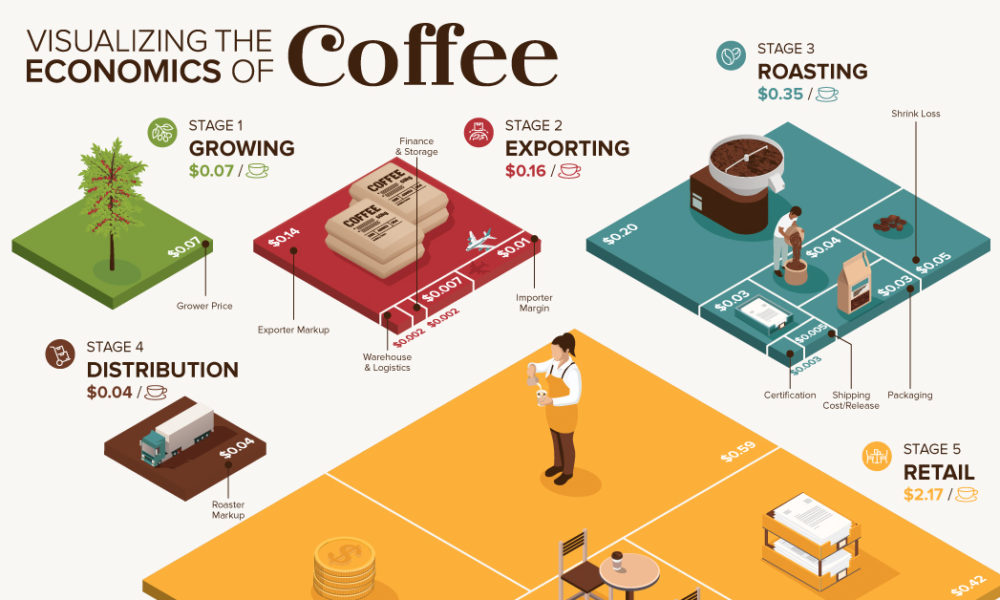 VISUALIZING THE
ECONOMICS OF
Coffee
STAGE 1
GROWING
$0.07 /
$0.07
Grower Price
STAGE 2
EXPORTING
$0.16 /
Finance
& Storage
COFFEE
60kg
COFFEE
60kg
$0.14
$0.01
$0.007
$0.002
$0.002
Exporter Markup
Warehouse
& Logistics
Importer
Margin
STAGE 3
ROASTING
$0.35 /
Shrink Loss
$0.20
$0.04
$0.05
$0.03
$0.03
$0.005
$0.003
Certification
Shipping
Cost/Release
Packaging
STAGE 4
DISTRIBUTION
$0.04 /
$0.04
Roaster
Markup
STAGE 5
RETAIL
$2.17 /
$0.59
$0.42